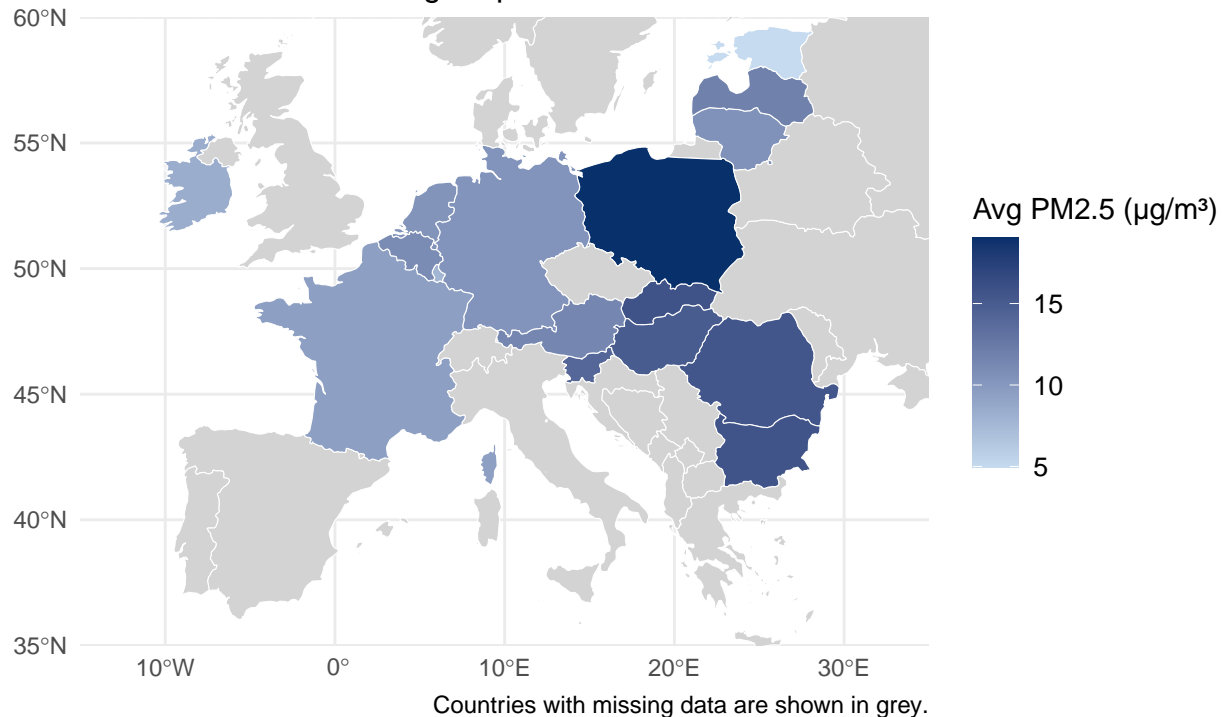 60°N
55°N
50°N
45°N
40°N
35°N
10°W 0° 10°E 20°E 30°E
Avg PM2.5 (µg/m³)
15
10
5
Countries with missing data are shown in grey.